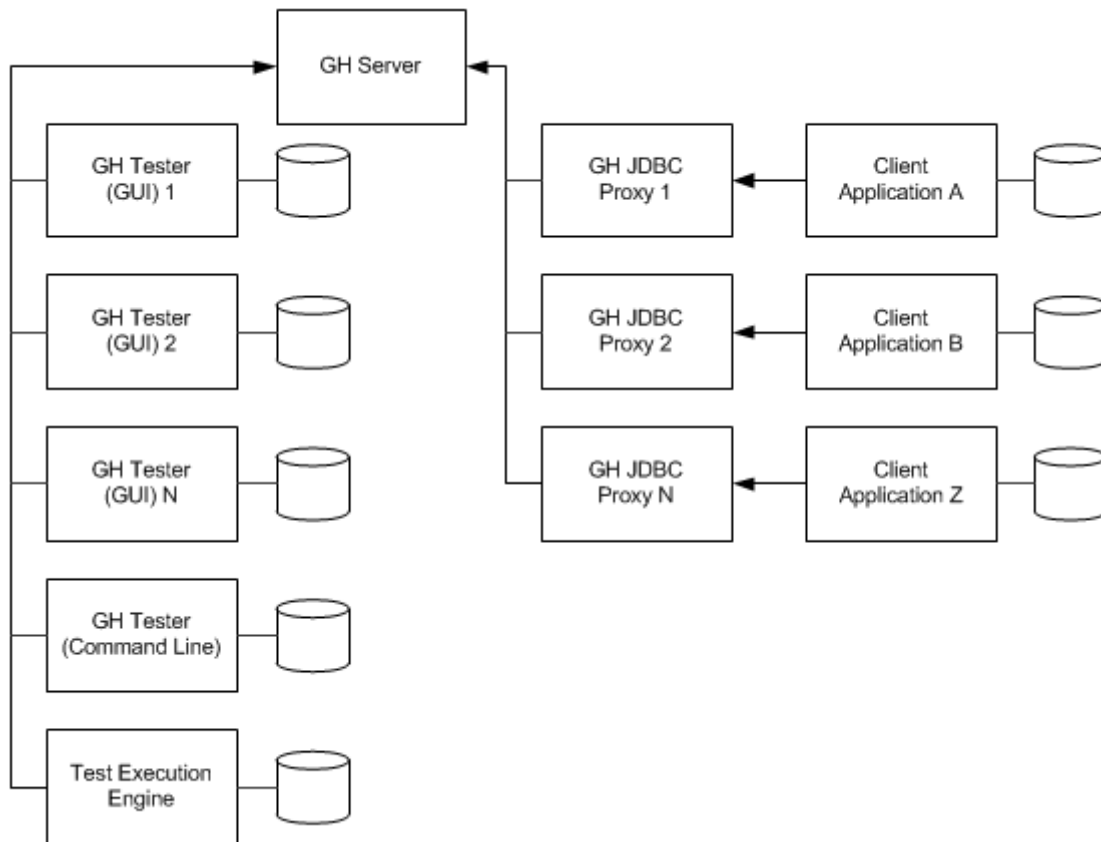 GH Server
GH Tester
(GUI) 1
GH JDBC
Proxy 1
Client
Application A
GH Tester
(GUI) 2
GH JDBC
Proxy 2
Client
Application B
GH Tester
(GUI) N
GH JDBC
Proxy N
Client
Application Z
GH Tester
(Command Line)
Test Execution
Engine